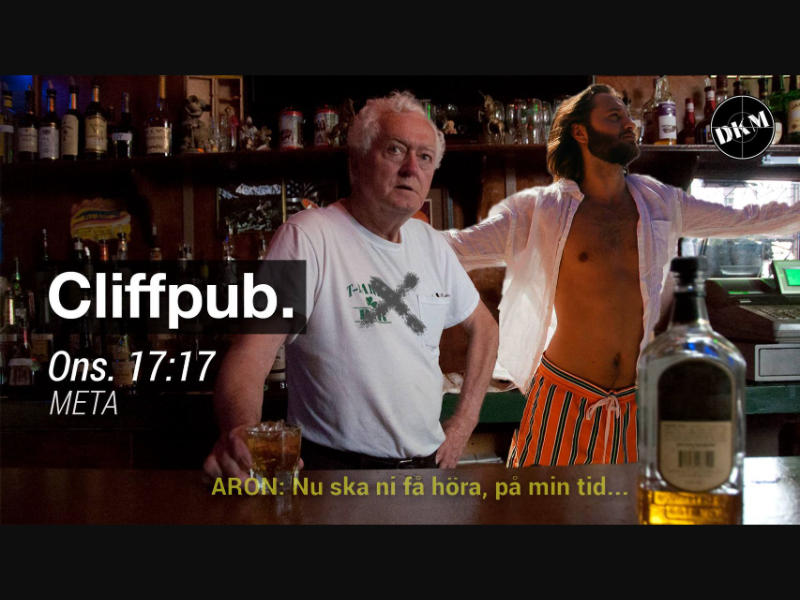 DKM
Cliffpub.
Ons. 17:17
META
ARON: Nu ska ni få höra, på min tid...